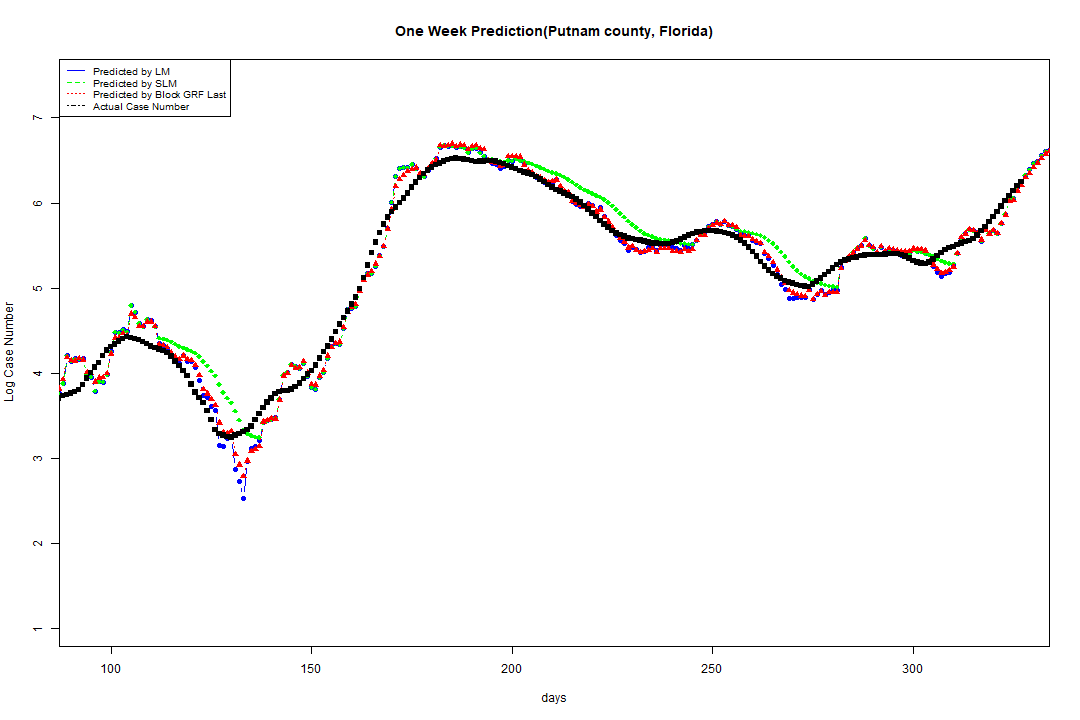 One Week Prediction(Putnam county, Florida)
Predicted by LM
Predicted by SLM
Predicted by Block GRF Last
Actual Case Number
Log Case Number
7
6
5
4
3
2
1
100 150 200 250 300
days